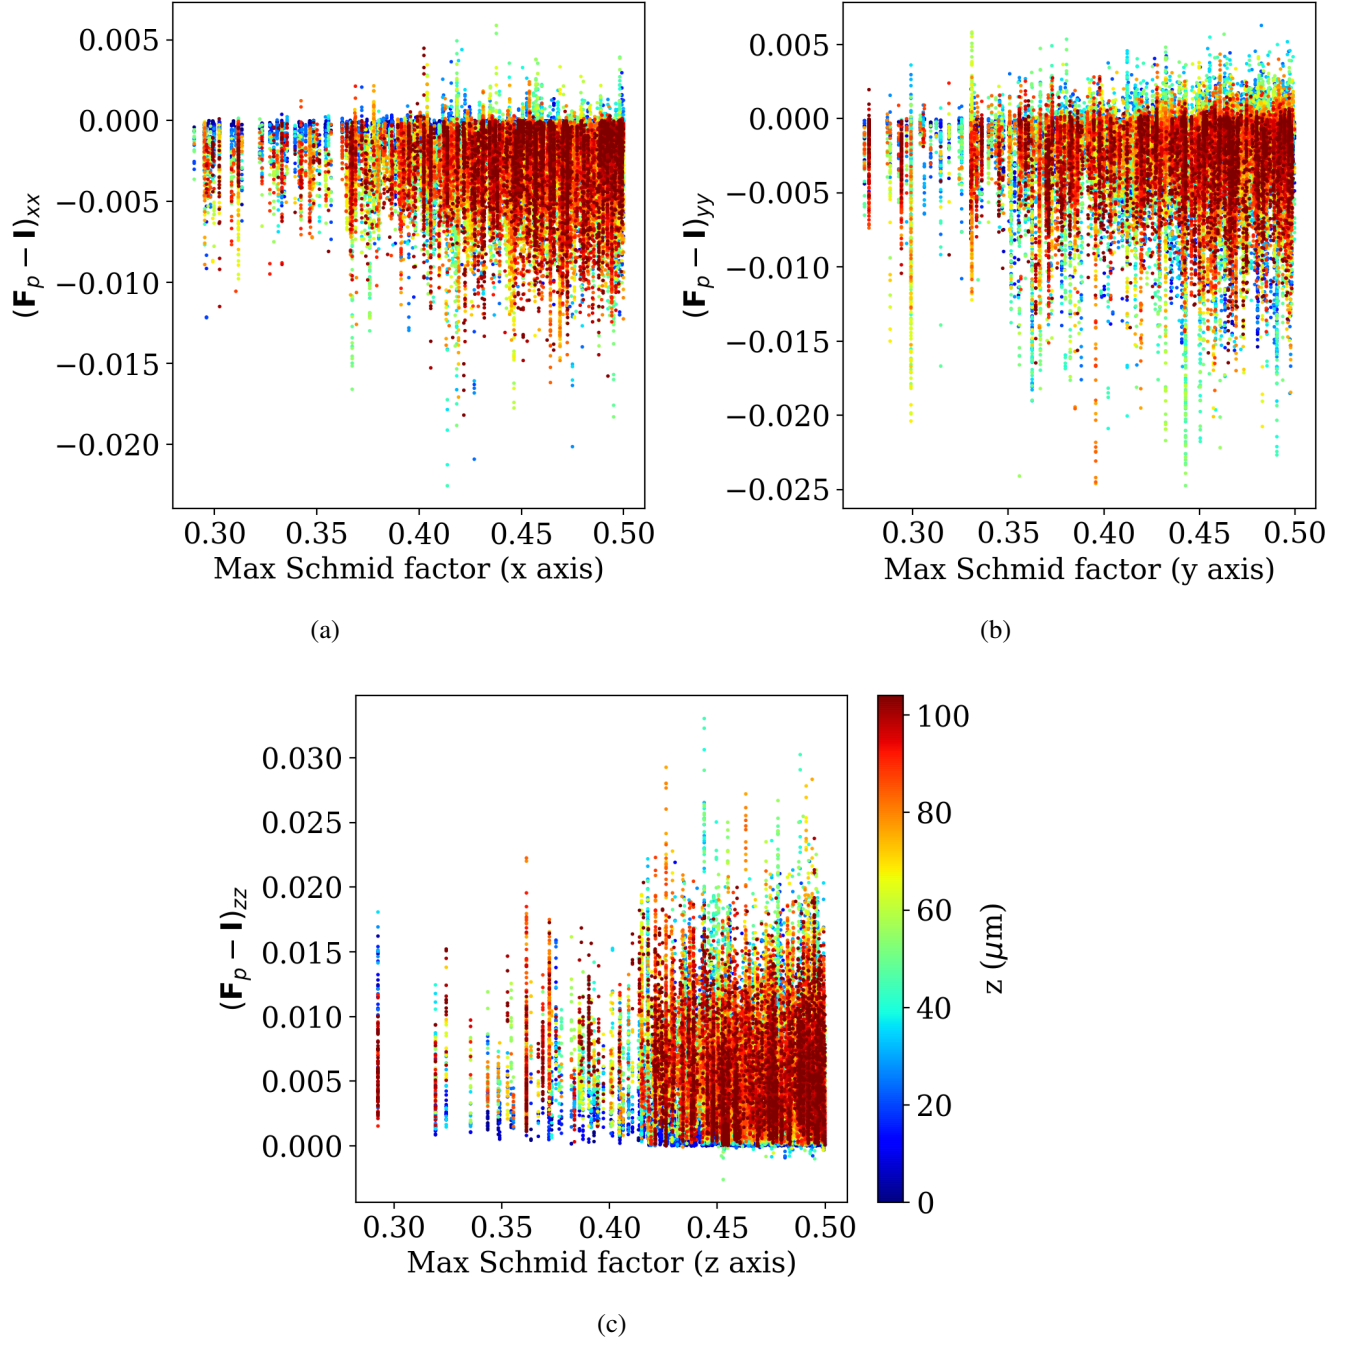 0.005
0.000
−0.005
−0.010
−0.015
−0.020
(F_p − I)_xx
0.30 0.35 0.40 0.45 0.50
Max Schmid factor (x axis)
(a)
0.005
0.000
−0.005
−0.010
−0.015
−0.020
−0.025
(F_p − I)_yy
0.30 0.35 0.40 0.45 0.50
Max Schmid factor (y axis)
(b)
0.030
0.025
0.020
0.015
0.010
0.005
0.000
(F_p − I)_zz
0.30 0.35 0.40 0.45 0.50
Max Schmid factor (z axis)
100
80
60
40
20
0
z (μm)
(c)